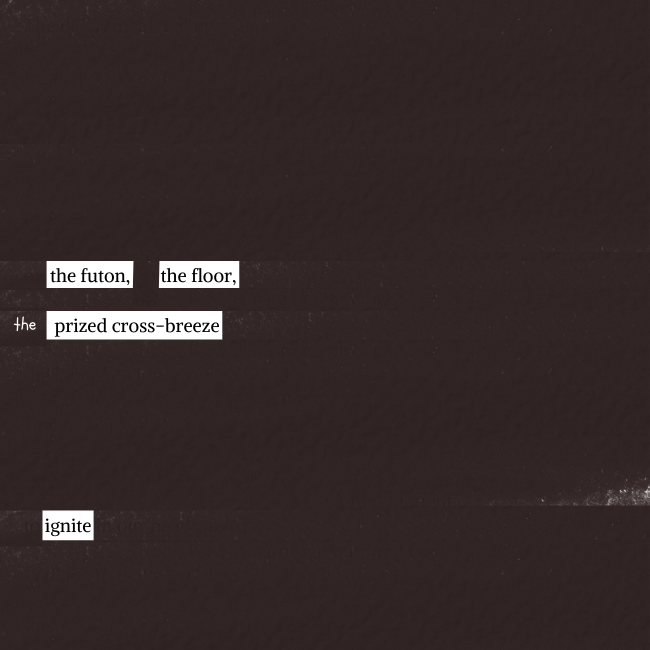 the futon, the floor,
the prized cross-breeze
ignite